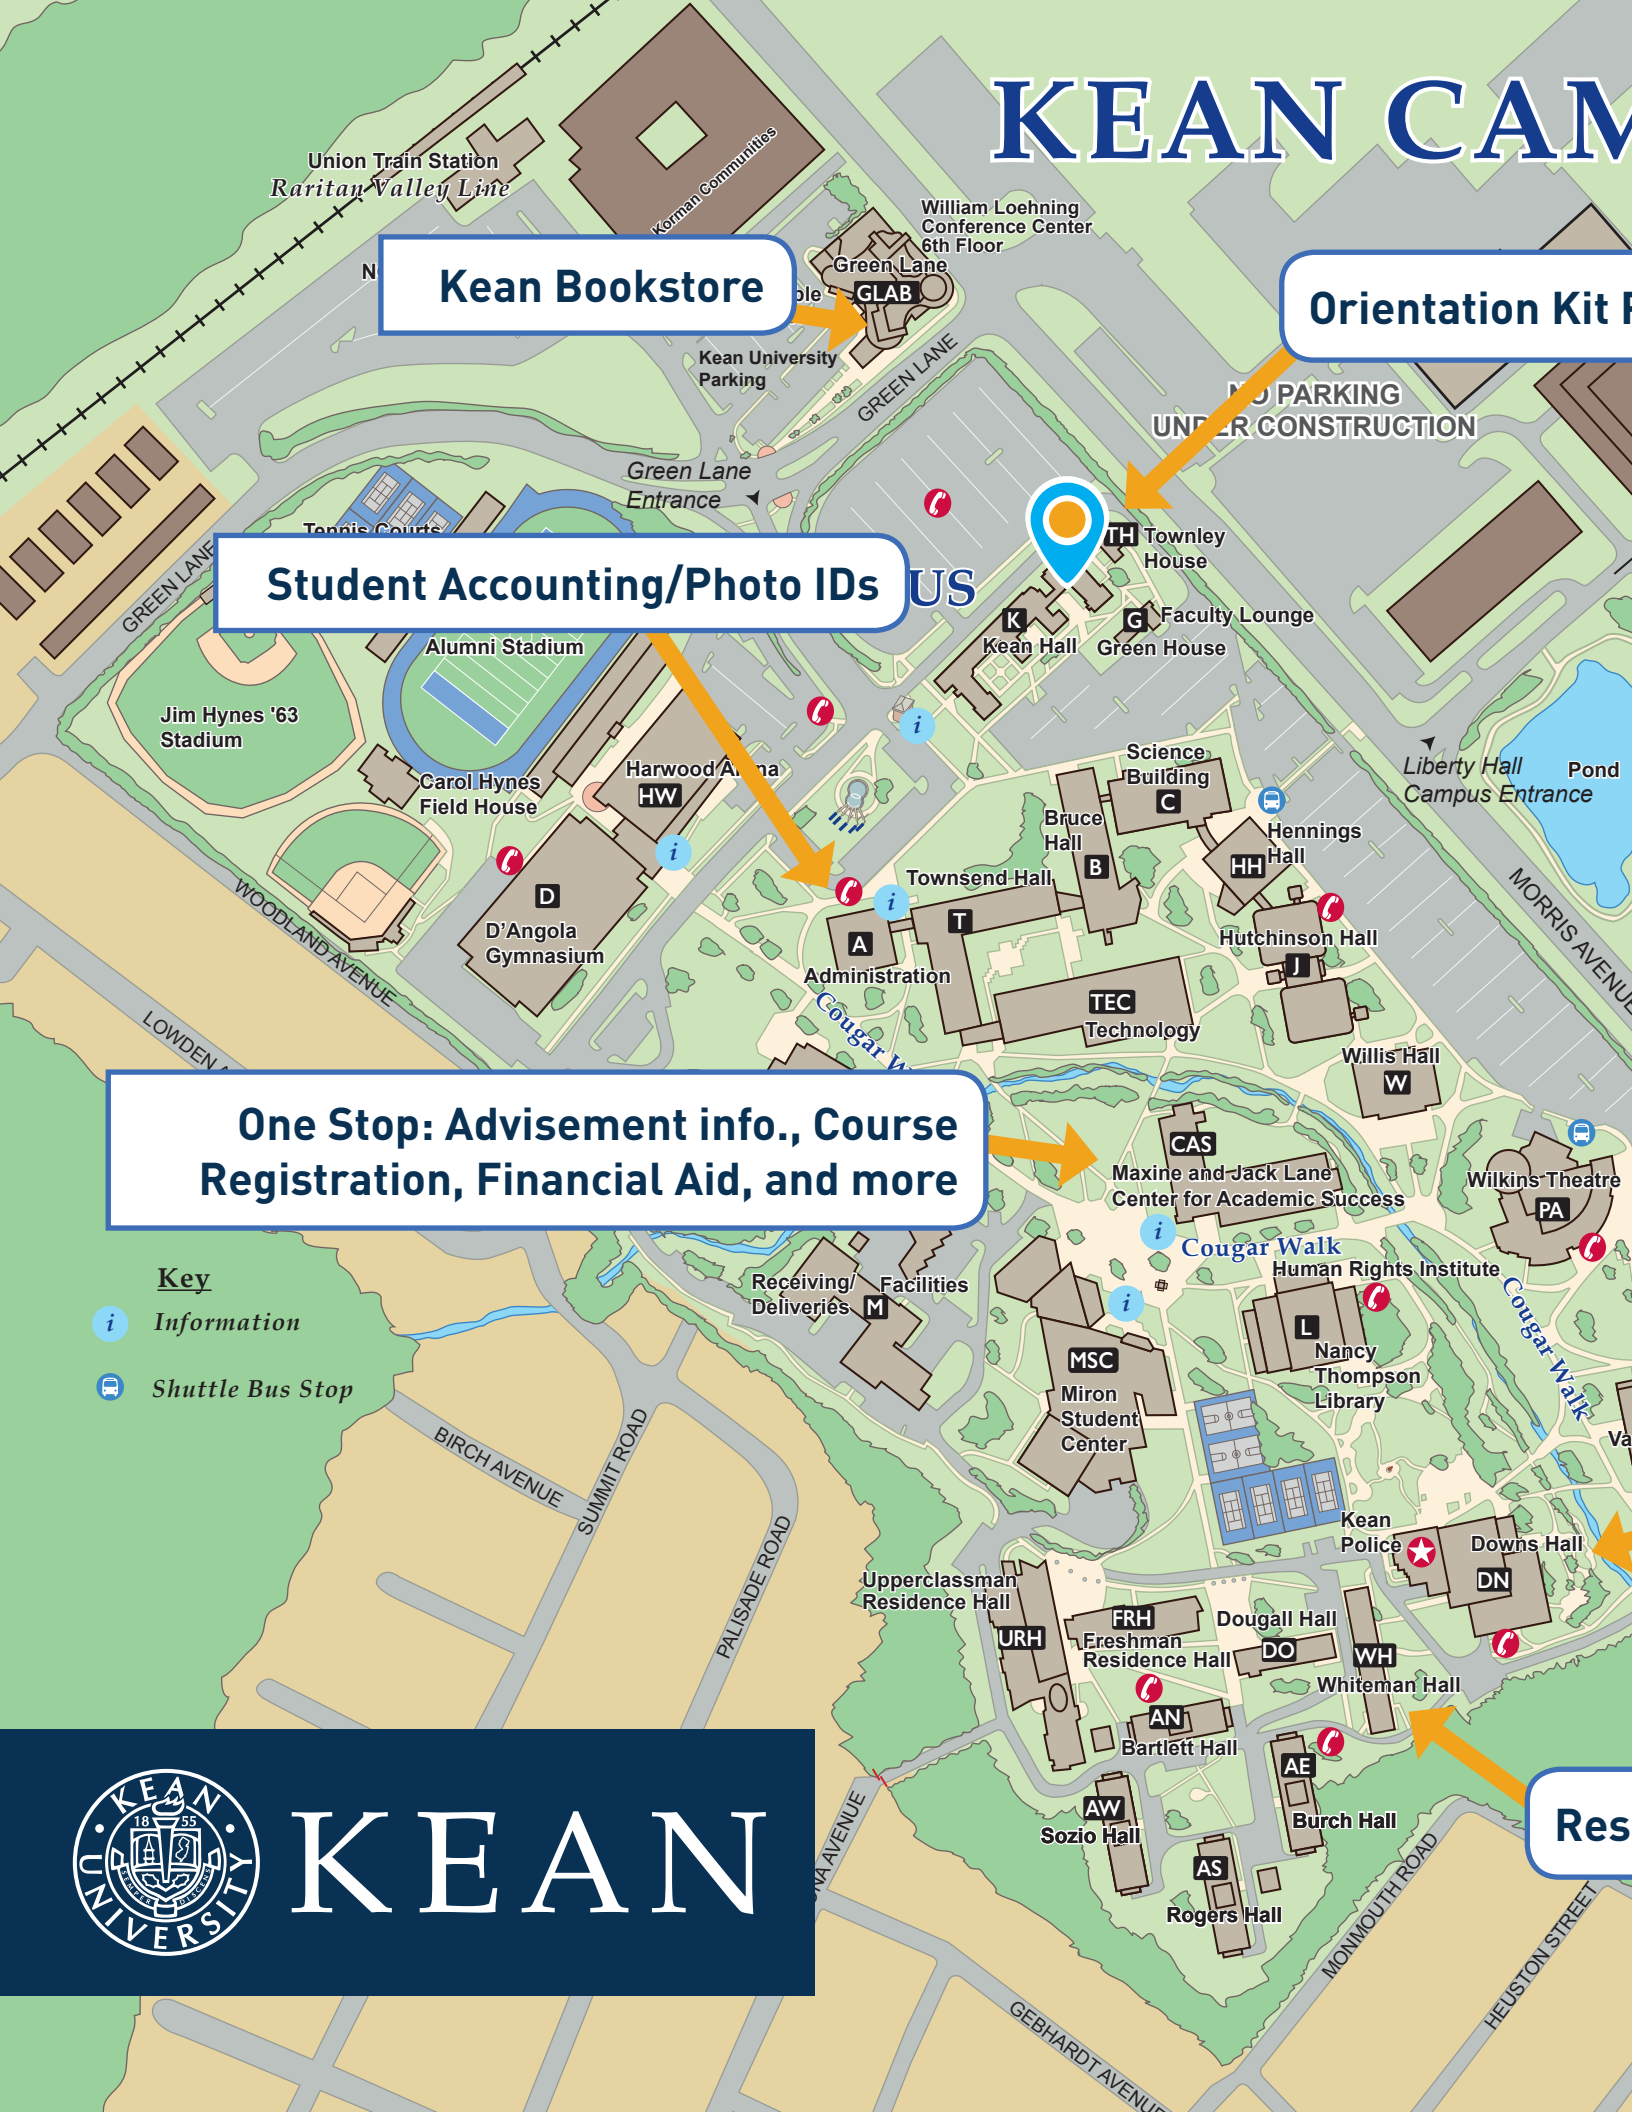 KEAN CAM
Union Train Station
Raritan Valley Line
Korman Communities
William Loehning
Conference Center
6th Floor
Green Lane
GLAB
Kean Bookstore
Orientation Kit
Kean University
Parking
GREEN LANE
NO PARKING
UNDER CONSTRUCTION
Green Lane
Entrance
Tennis Courts
TH
Townley
House
GREEN LANE
Student Accounting/Photo IDs
US
K
Kean Hall
G
Faculty Lounge
Green House
Alumni Stadium
Jim Hynes '63
Stadium
i
Carol Hynes
Field House
Harwood Arena
HW
Science
Building
C
Liberty Hall
Campus Entrance
Pond
Bruce
Hall
B
Hennings
Hall
HH
i
Townsend Hall
T
i
D
D'Angola
Gymnasium
A
Administration
Hutchinson Hall
J
MORRIS AVENUE
WOODLAND AVENUE
TEC
Technology
Cougar
LOWDEN
Willis Hall
W
One Stop: Advisement info., Course
Registration, Financial Aid, and more
CAS
Maxine and Jack Lane
Center for Academic Success
Wilkins Theatre
PA
i
Cougar Walk
Human Rights Institute
Key
i
Information
Shuttle Bus Stop
Receiving/
Deliveries
M
Facilities
i
L
Nancy
Thompson
Library
Cougar Walk
MSC
Miron
Student
Center
Va
BIRCH AVENUE
SUMMIT ROAD
PALISADE ROAD
Kean
Police
Downs Hall
DN
Upperclassman
Residence Hall
URH
FRH
Freshman
Residence Hall
Dougall Hall
DO
WH
Whiteman Hall
AN
Bartlett Hall
AE
Burch Hall
AW
Sozio Hall
AS
Rogers Hall
Res
KEAN UNIVERSITY
18 55
SEMPER DISCENS
KEAN
AVENUE
MONMOUTH ROAD
HEUSTON STREET
GEBHARDT AVENUE